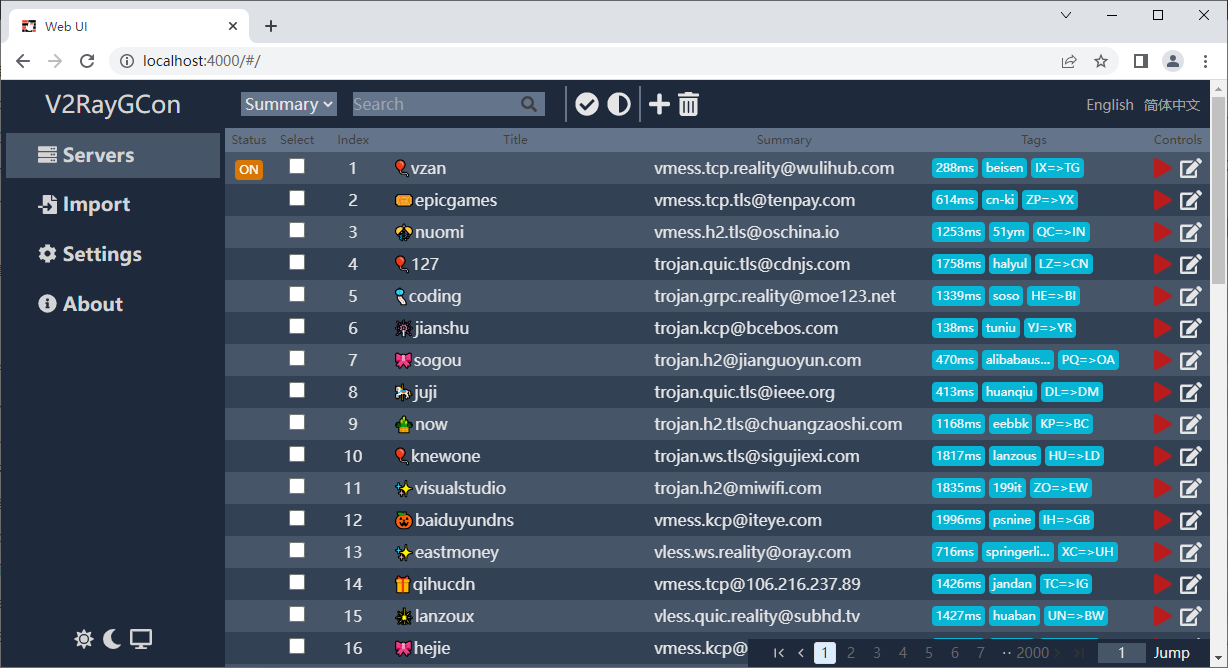 Web UI
localhost:4000/#/
V2RayGCon Summary Search English 简体中文
Servers
Import
Settings
About
Status Select Index Title Summary Tags Controls
ON 1 vzan vmess.tcp.reality@wulihub.com 288ms beisen IX=>TG
2 epicgames vmess.tcp.tls@tenpay.com 614ms cn-ki ZP=>YX
3 nuomi vmess.h2.tls@oschina.io 1253ms 51ym QC=>IN
4 127 trojan.quic.tls@cdnjs.com 1758ms halyul LZ=>CN
5 coding trojan.grpc.reality@moe123.net 1339ms soso HE=>BI
6 jianshu trojan.kcp@bcebos.com 138ms tuniu YJ=>YR
7 sogou trojan.h2@jianguoyun.com 470ms alibabaus... PQ=>OA
8 juji trojan.quic.tls@ieee.org 413ms huanqiu DL=>DM
9 now trojan.h2.tls@chuangzaoshi.com 1168ms eebbk KP=>BC
10 knewone trojan.ws.tls@sigujiexi.com 1817ms lanzous HU=>LD
11 visualstudio trojan.h2@miwifi.com 1835ms 199it ZO=>EW
12 baiduyundns vmess.kcp@iteye.com 1996ms psnine IH=>GB
13 eastmoney vless.ws.reality@oray.com 716ms springerli... XC=>UH
14 qihucdn vmess.tcp@106.216.237.89 1426ms jandan TC=>IG
15 lanzoux vless.quic.reality@subhd.tv 1427ms huaban UN=>BW
16 hejie vmess.kcp@
1 2 3 4 5 6 7 ·· 2000 1 Jump